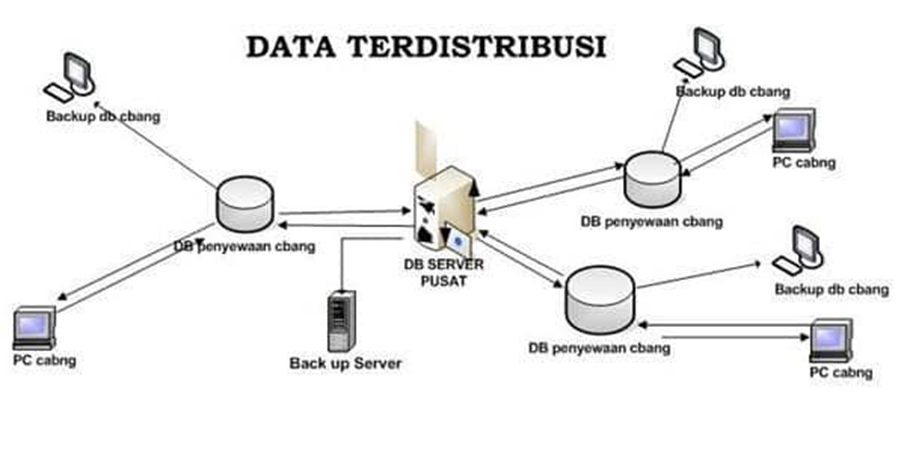 DATA TERDISTRIBUSI
Backup db cbang
Backup db cbang
PC cabng
DB penyewaan cbang
DB penyewaan cbang
DB SERVER
PUSAT
Backup db cbang
DB penyewaan cbang
PC cabng
Back up Server
PC cabng